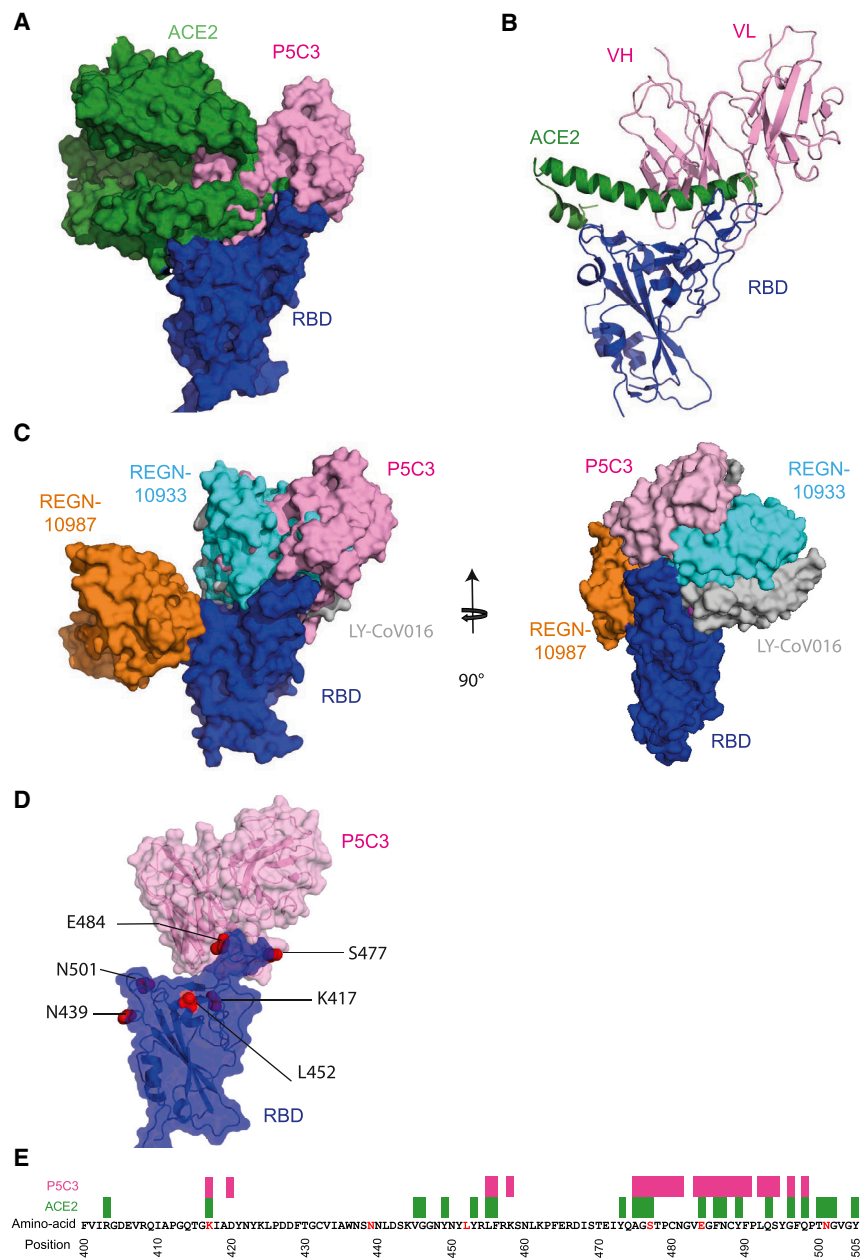 A
ACE2
P5C3
RBD
B
VL
VH
ACE2
RBD
C
REGN-
10987
REGN-
10933
P5C3
LY-CoV016
RBD
90°
P5C3
REGN-
10933
REGN-
10987
LY-CoV016
RBD
D
P5C3
E484
S477
N501
K417
N439
L452
RBD
E
P5C3
ACE2
Amino-acid FVIRGDEVRQIAPGQTGKIADYNYKLPDDFTGCVIAWNSNNLDSKVGGNYNYLYRLFRKSNLKPFERDISTEIYQAGSTPCNGVEGFNCYFPLQSYGFQPTNGVGY
Position 400 410 420 430 440 450 460 470 480 490 500 505